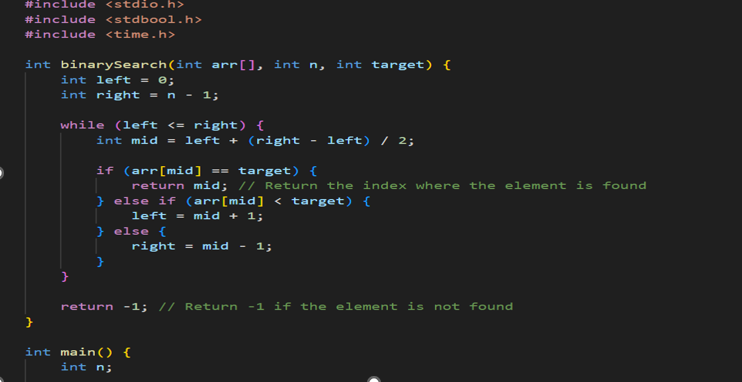 #include <stdio.h>
#include <stdbool.h>
#include <time.h>
int binarySearch(int arr[], int n, int target) {
    int left = 0;
    int right = n - 1;
    while (left <= right) {
        int mid = left + (right - left) / 2;
        if (arr[mid] == target) {
            return mid; // Return the index where the element is found
        } else if (arr[mid] < target) {
            left = mid + 1;
        } else {
            right = mid - 1;
        }
    }
    return -1; // Return -1 if the element is not found
}
int main() {
    int n;